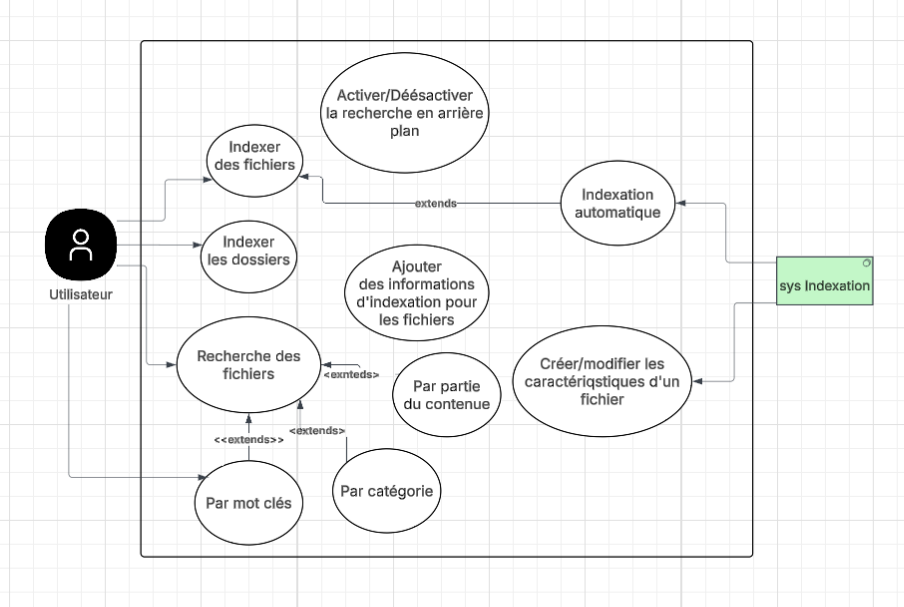 Activer/Déésactiver
la recherche en arrière
plan
Indexer
des fichiers
extends
Indexation
automatique
Indexer
les dossiers
Utilisateur
Ajouter
des informations
d'indexation pour
les fichiers
sys Indexation
Recherche des
fichiers
<exnteds>
Par partie
du contenue
Créer/modifier les
caractériqstiques d'un
fichier
<<extends>>
<extends>
Par mot clés
Par catégorie